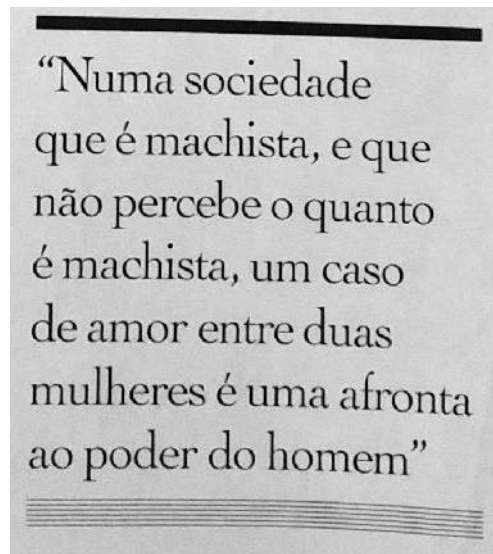 “Numa sociedade
que é machista, e que
não percebe o quanto
é machista, um caso
de amor entre duas
mulheres é uma afronta
ao poder do homem”